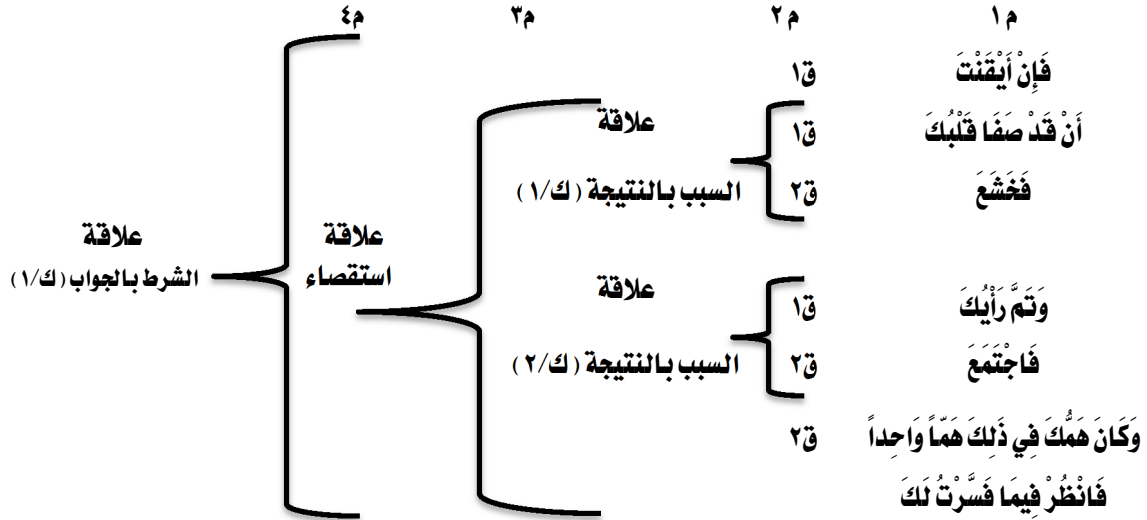 م١ م٢ م٣ م٤
فَإِنْ أَيْقَنْتَ ق١
أَنْ قَدْ صَفَا قَلْبُكَ ق١ علاقة
فَخَشَعَ ق٢ السبب بالنتيجة (ك/١)
علاقة علاقة
استقصاء الشرط بالجواب (ك/١)
وَتَمَّ رَأْيُكَ ق١ علاقة
فَاجْتَمَعَ ق٢ السبب بالنتيجة (ك/٢)
وَكَانَ هَمُّكَ فِي ذَلِكَ هَمّاً وَاحِداً ق٢
فَانْظُرْ فِيمَا فَسَّرْتُ لَكَ